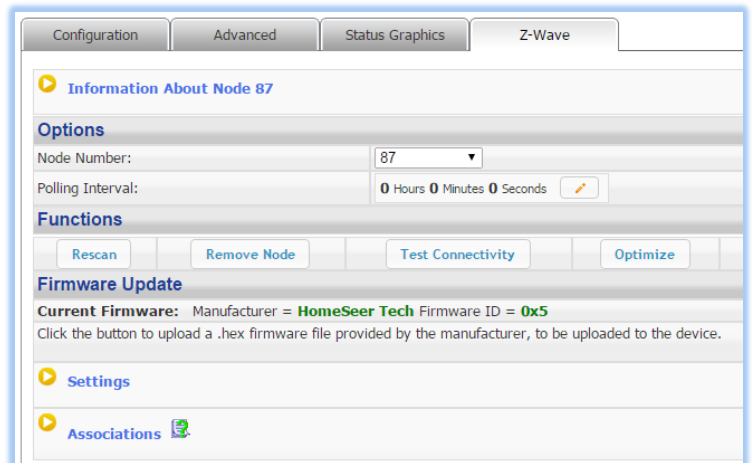 Configuration Advanced Status Graphics Z-Wave
Information About Node 87
Options
Node Number: 87
Polling Interval: 0 Hours 0 Minutes 0 Seconds
Functions
Rescan Remove Node Test Connectivity Optimize
Firmware Update
Current Firmware: Manufacturer = HomeSeer Tech Firmware ID = 0x5
Click the button to upload a .hex firmware file provided by the manufacturer, to be uploaded to the device.
Settings
Associations